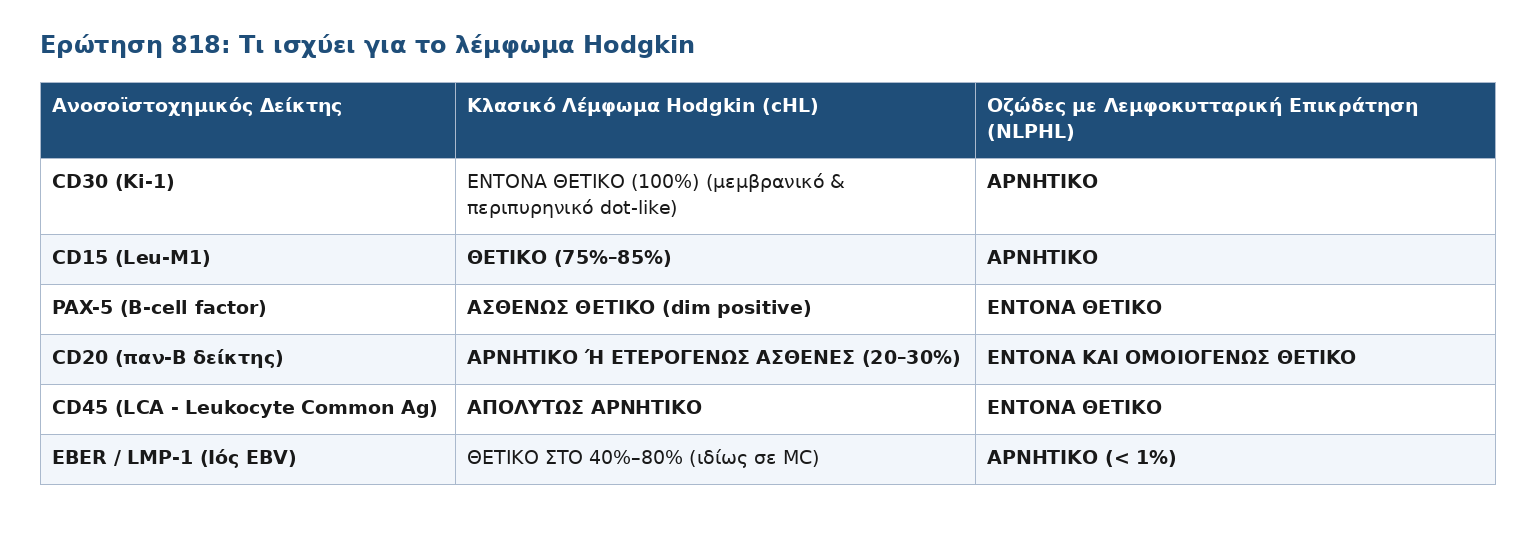 Ερώτηση 818: Τι ισχύει για το λέμφωμα Hodgkin
Ανοσοϊστοχημικός Δείκτης
Κλασικό Λέμφωμα Hodgkin (cHL)
Οζώδες με Λεμφοκυτταρική Επικράτηση
(NLPHL)
CD30 (Ki-1)
ΕΝΤΟΝΑ ΘΕΤΙΚΟ (100%) (μεμβρανικό &
περιπυρηνικό dot-like)
ΑΡΝΗΤΙΚΟ
CD15 (Leu-M1)
ΘΕΤΙΚΟ (75%–85%)
ΑΡΝΗΤΙΚΟ
PAX-5 (B-cell factor)
ΑΣΘΕΝΩΣ ΘΕΤΙΚΟ (dim positive)
ΕΝΤΟΝΑ ΘΕΤΙΚΟ
CD20 (παν-Β δείκτης)
ΑΡΝΗΤΙΚΟ Ή ΕΤΕΡΟΓΕΝΩΣ ΑΣΘΕΝΕΣ (20–30%)
ΕΝΤΟΝΑ ΚΑΙ ΟΜΟΙΟΓΕΝΩΣ ΘΕΤΙΚΟ
CD45 (LCA - Leukocyte Common Ag)
ΑΠΟΛΥΤΩΣ ΑΡΝΗΤΙΚΟ
ΕΝΤΟΝΑ ΘΕΤΙΚΟ
EBER / LMP-1 (Ιός EBV)
ΘΕΤΙΚΟ ΣΤΟ 40%–80% (ιδίως σε MC)
ΑΡΝΗΤΙΚΟ (< 1%)